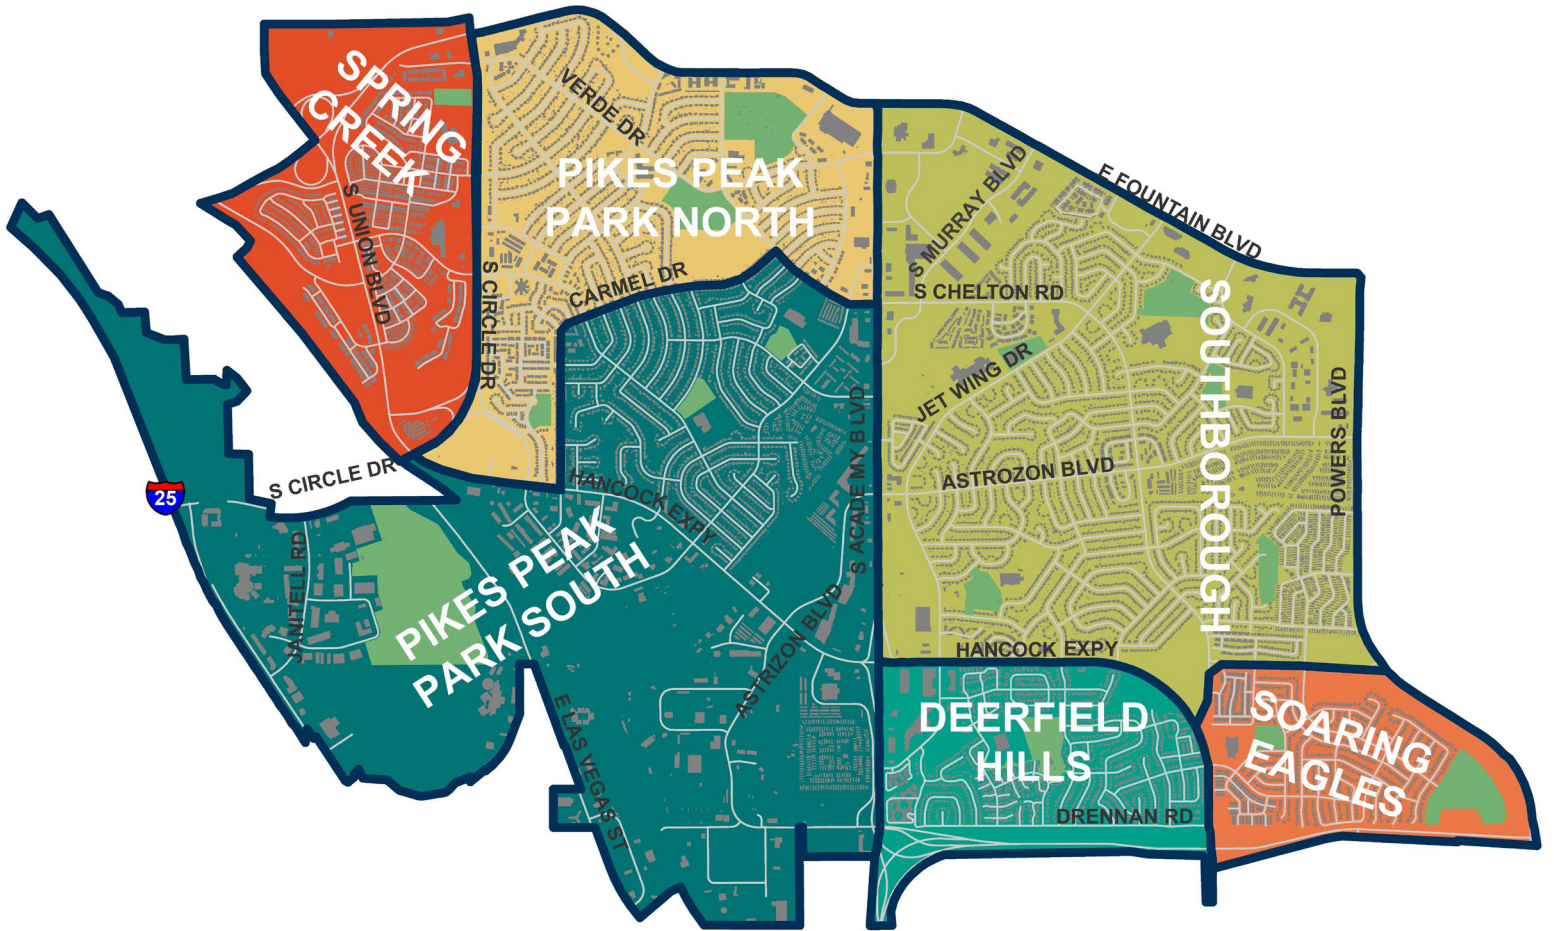 SPRING
CREEK
VERDE DR
PIKES PEAK
PARK NORTH
S UNION BLVD
S CIRCLE DR
CARMEL DR
S MURRAY BLVD
E FOUNTAIN BLVD
S CHELTON RD
JET WING DR
SOUTHBOROUGH
POWERS BLVD
ASTROZON BLVD
S ACADEMY BLVD
S CIRCLE DR
25
HANCOCK EXPY
JANITELL RD
PIKES PEAK
PARK SOUTH
ASTRIZON BLVD
HANCOCK EXPY
E LAS VEGAS ST
DEERFIELD
HILLS
DRENNAN RD
SOARING
EAGLES